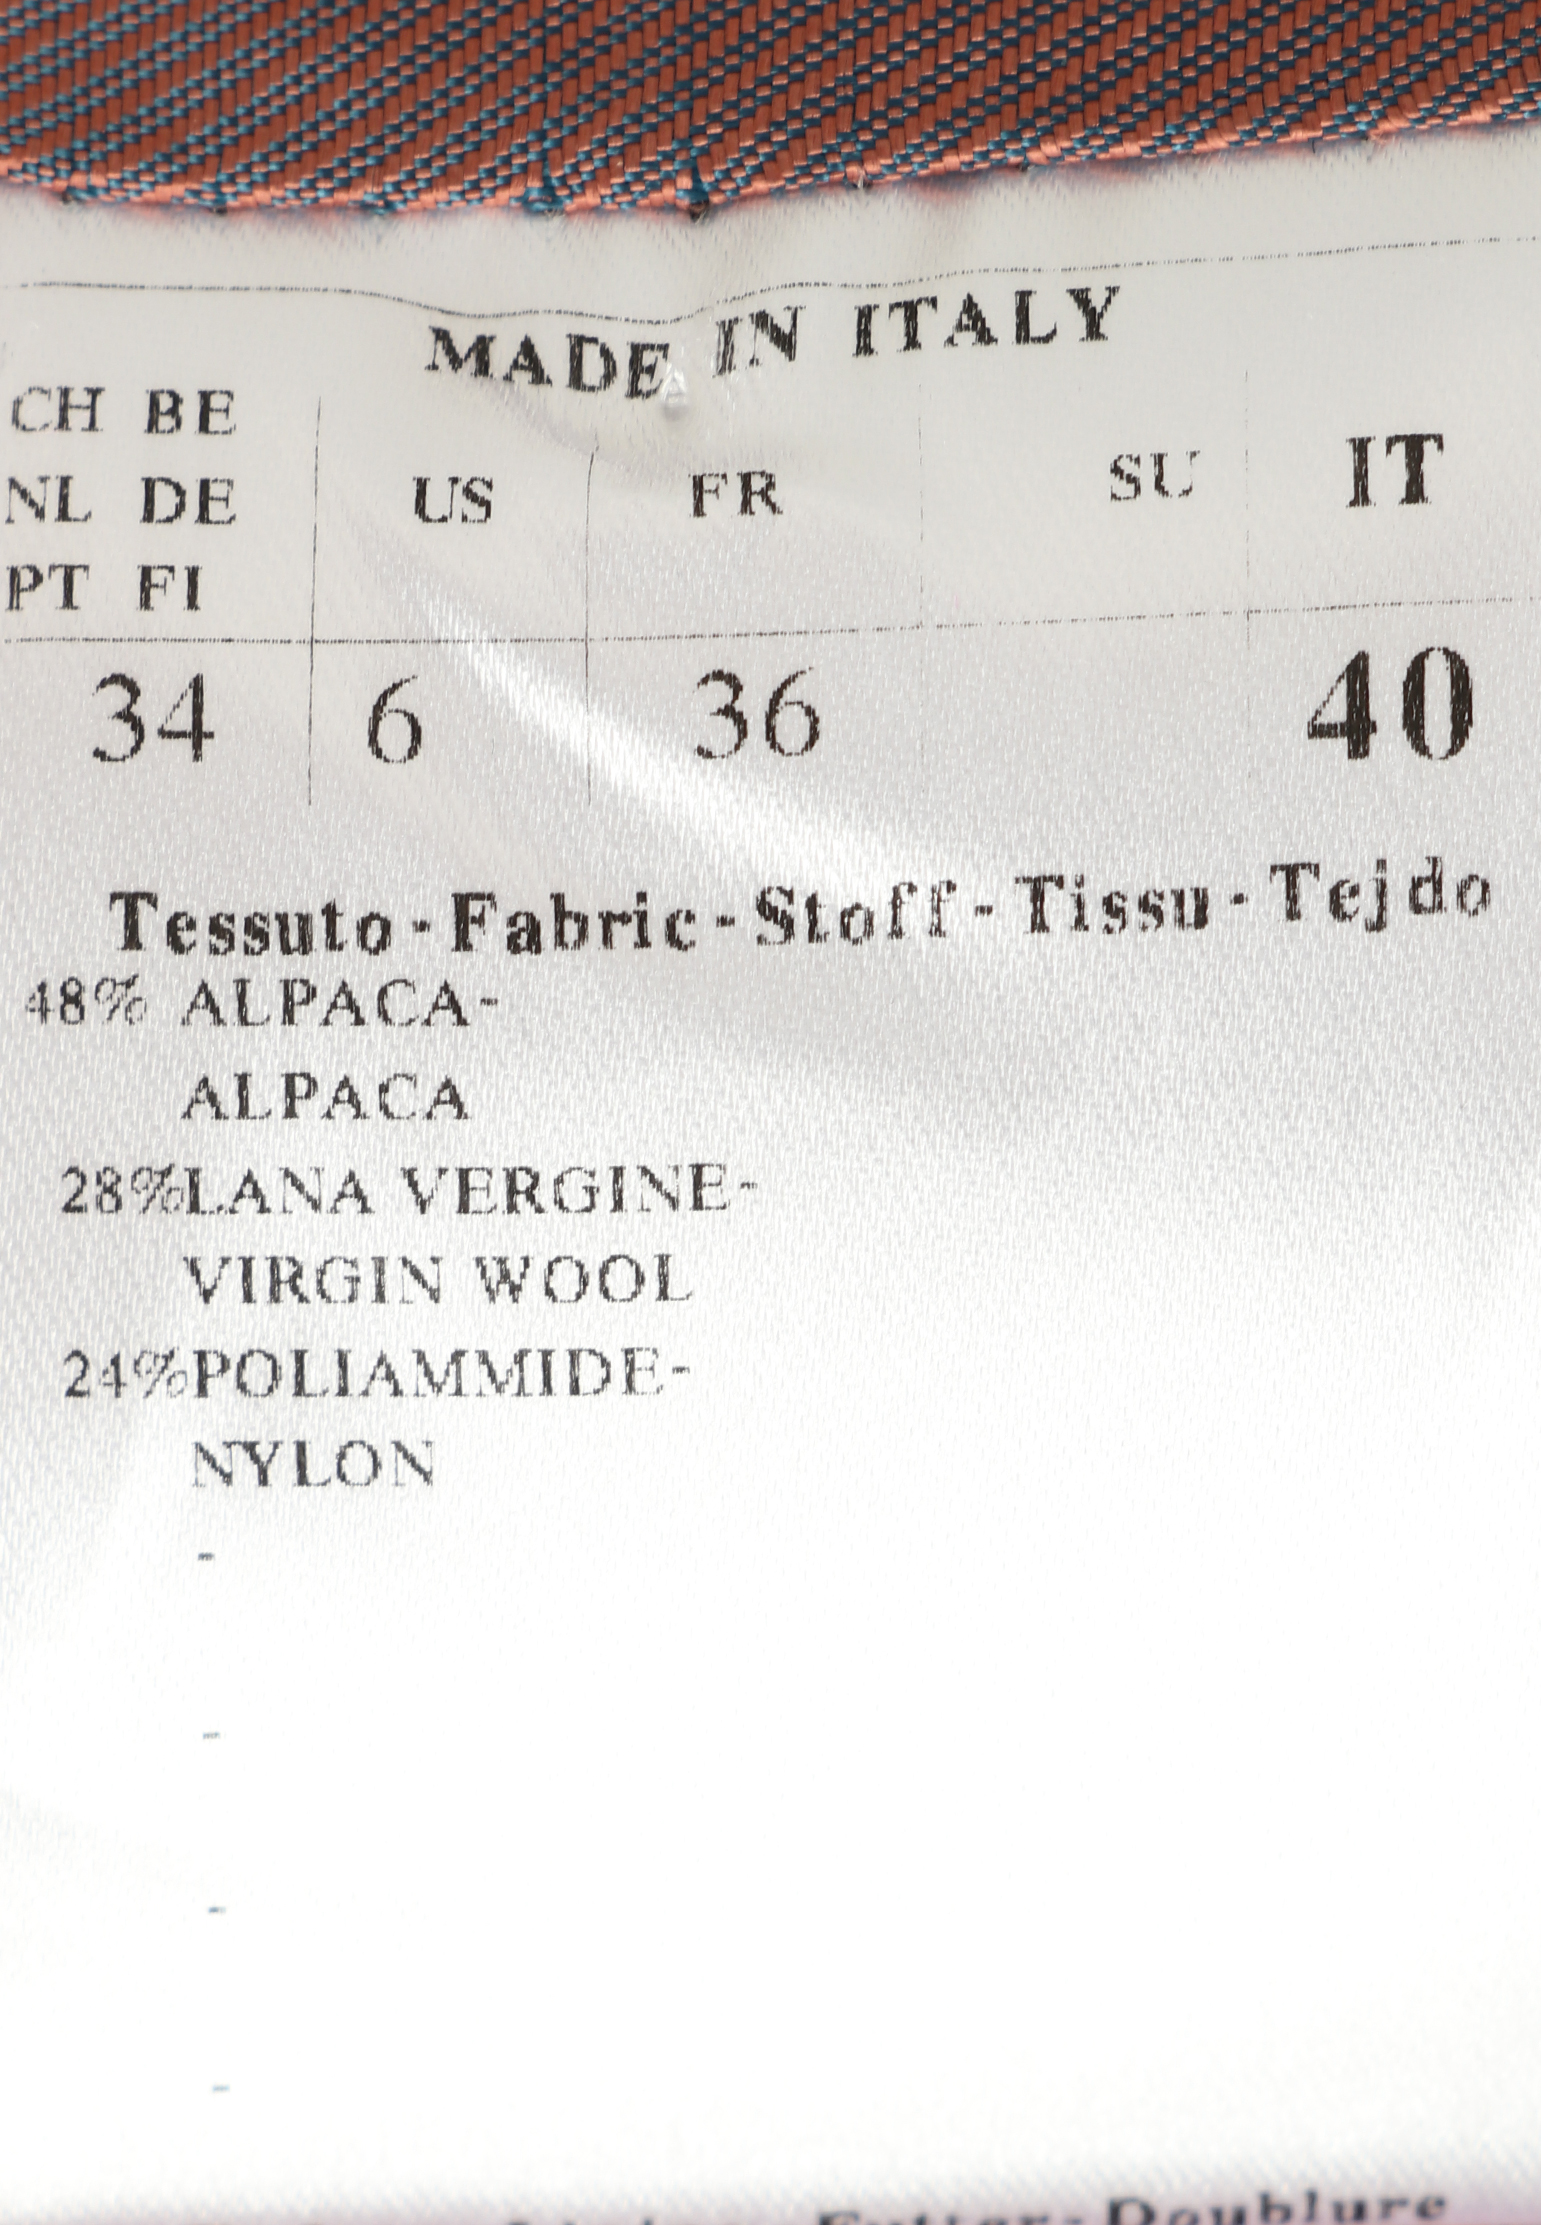 MADE IN ITALY
CH BE
NL DE
PT FI
US
FR
SU
IT
34 6 36 40
Tessuto - Fabric - Stoff - Tissu - Tejdo
48% ALPACA-
ALPACA
28% LANA VERGINE-
VIRGIN WOOL
24% POLIAMMIDE-
NYLON
-
-
-
-
Futter - Doublure